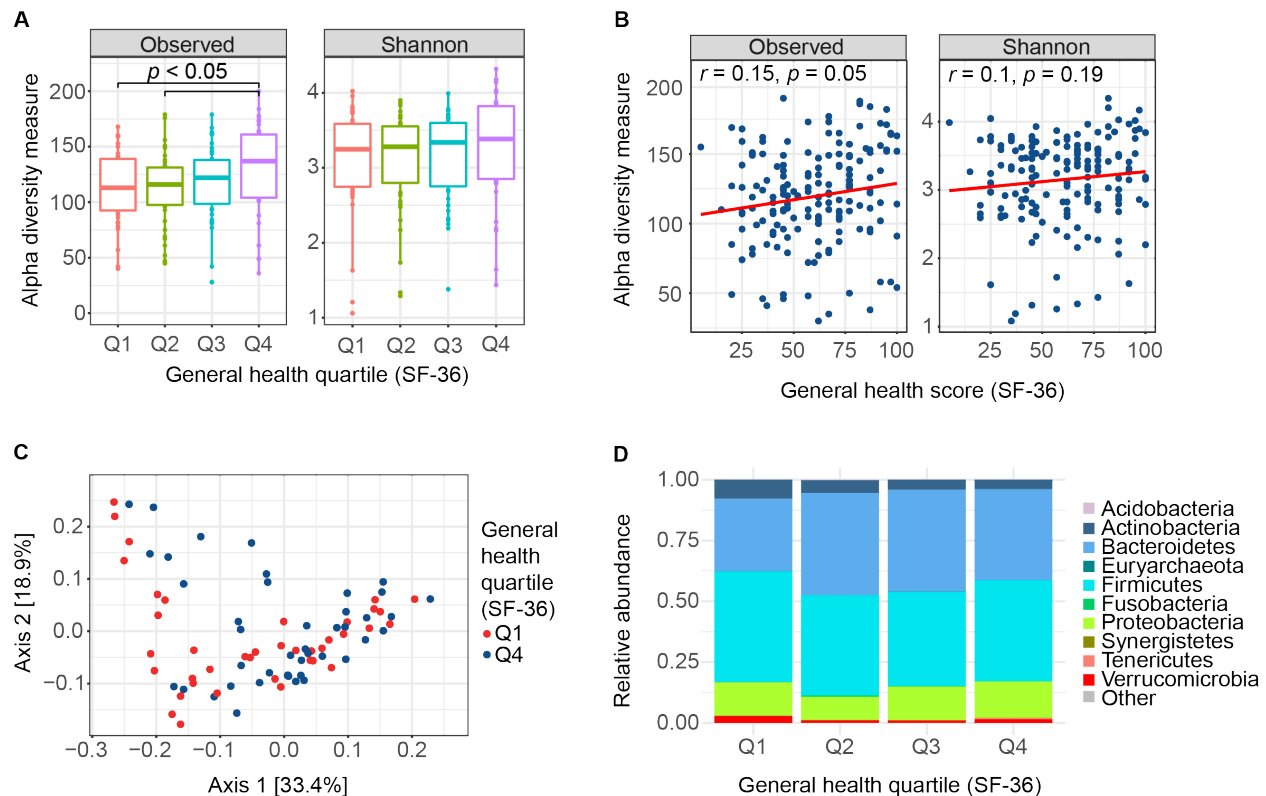 A
Observed
Shannon
p < 0.05
Alpha diversity measure
200
150
100
50
0
4
3
2
1
Q1
Q2
Q3
Q4
Q1
Q2
Q3
Q4
General health quartile (SF-36)
B
Observed
Shannon
r = 0.15, p = 0.05
r = 0.1, p = 0.19
Alpha diversity measure
200
150
100
50
4
3
2
1
25
50
75
100
25
50
75
100
General health score (SF-36)
C
Axis 2 [18.9%]
0.2
0.1
0.0
−0.1
−0.3
−0.2
−0.1
0.0
0.1
0.2
Axis 1 [33.4%]
General
health
quartile
(SF-36)
Q1
Q4
D
Relative abundance
1.00
0.75
0.50
0.25
0.00
Q1
Q2
Q3
Q4
General health quartile (SF-36)
Acidobacteria
Actinobacteria
Bacteroidetes
Euryarchaeota
Firmicutes
Fusobacteria
Proteobacteria
Synergistetes
Tenericutes
Verrucomicrobia
Other